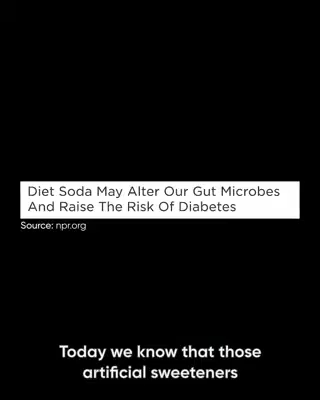 Diet Soda May Alter Our Gut Microbes
And Raise The Risk Of Diabetes
Source: npr.org
Today we know that those
artificial sweeteners